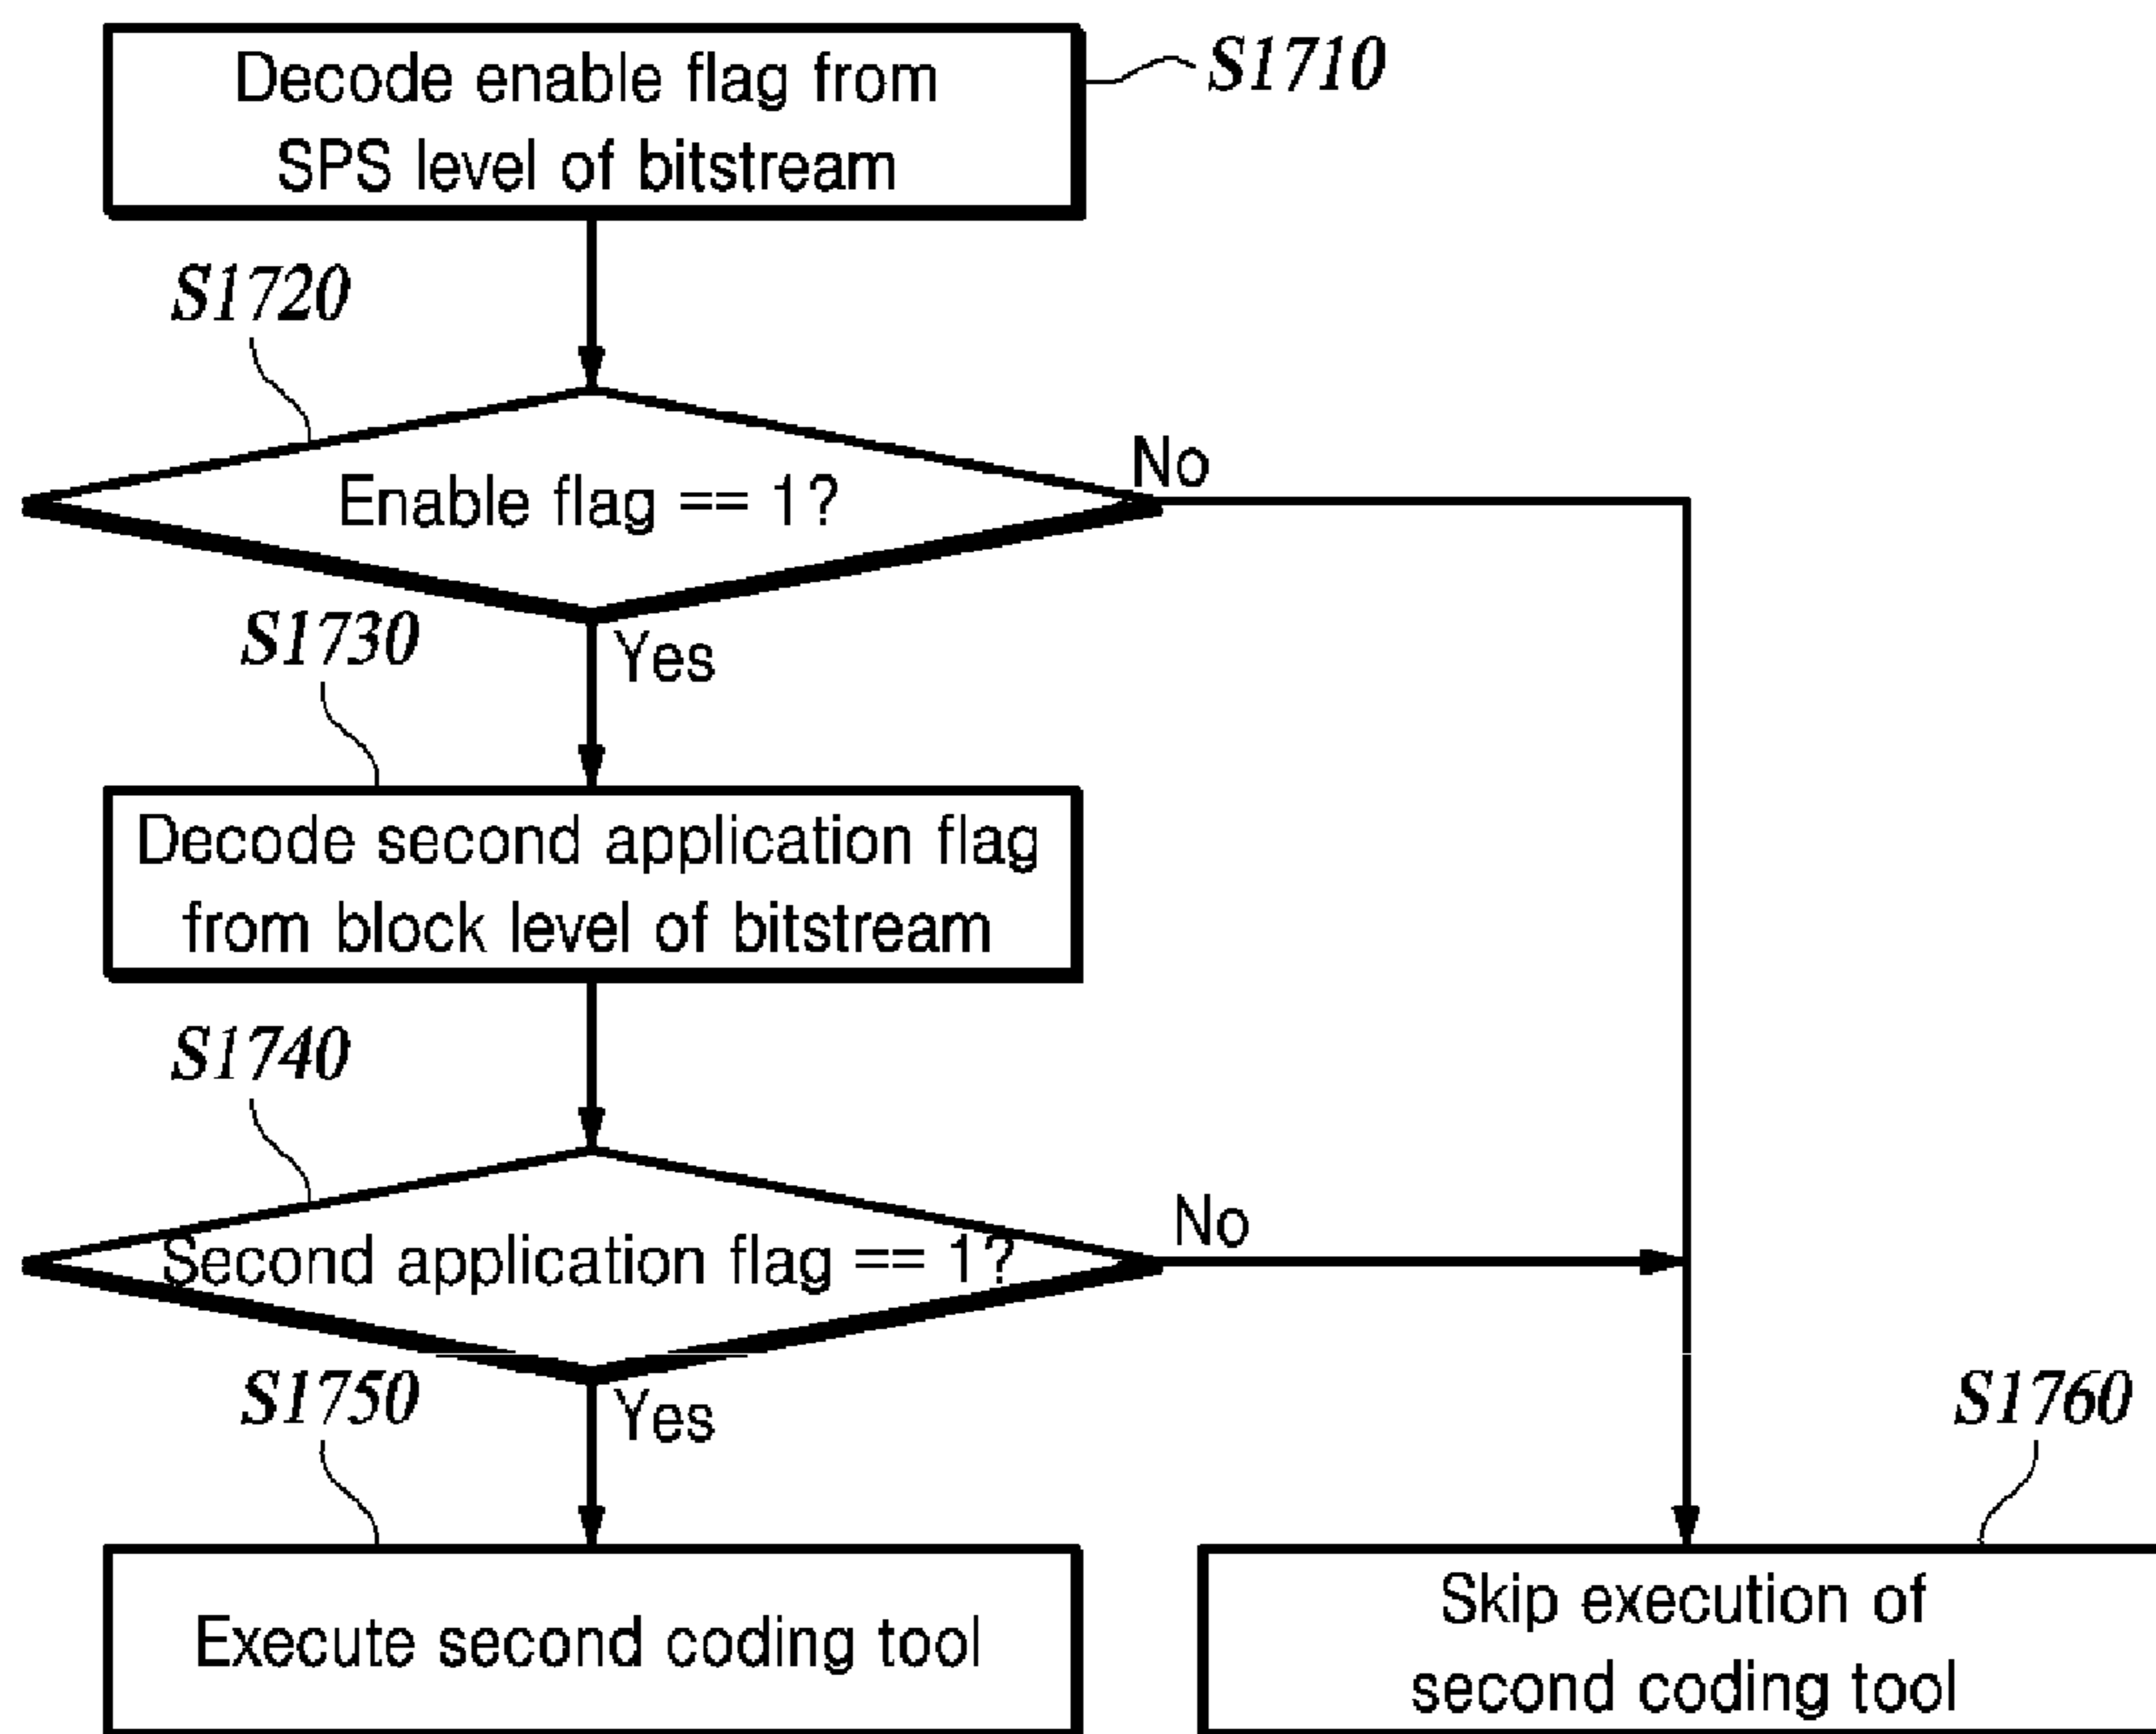 Decode enable flag from
SPS level of bitstream
S1710
S1720
Enable flag == 1?
No
Yes
S1730
Decode second application flag
from block level of bitstream
S1740
Second application flag == 1?
No
Yes
S1750
Execute second coding tool
S1760
Skip execution of
second coding tool